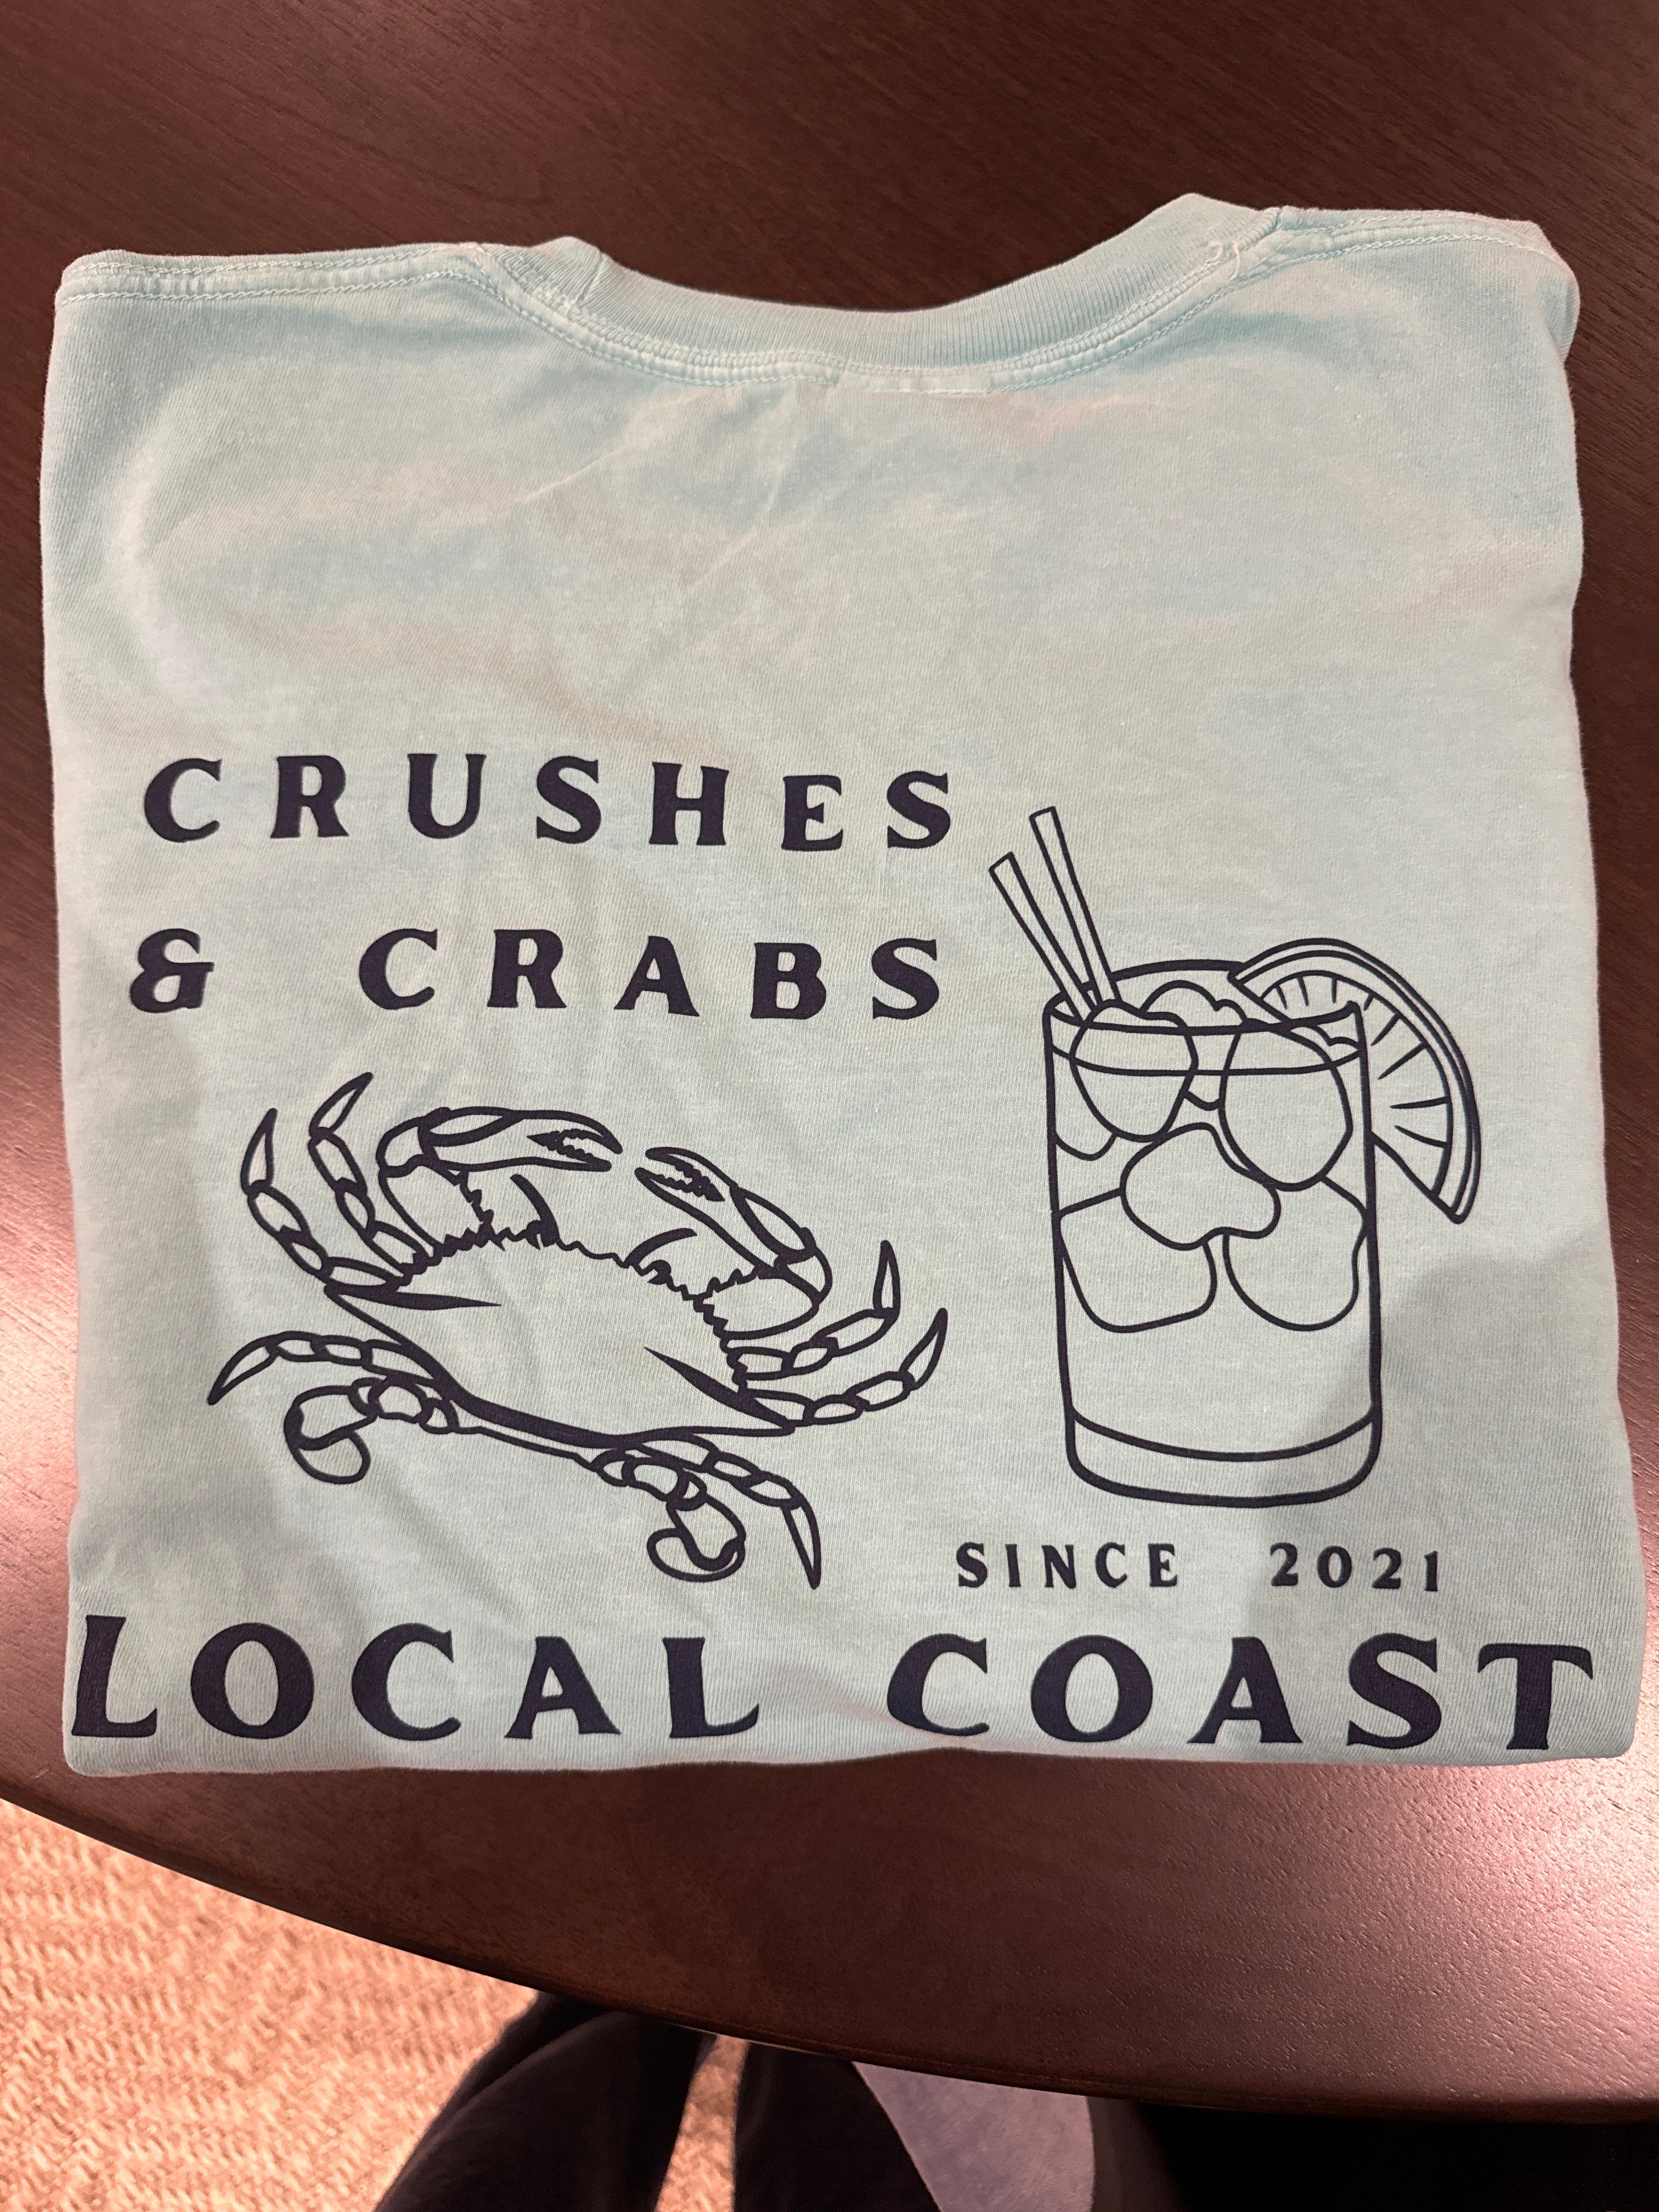 CRUSHES
& CRABS
SINCE 2021
LOCAL COAST